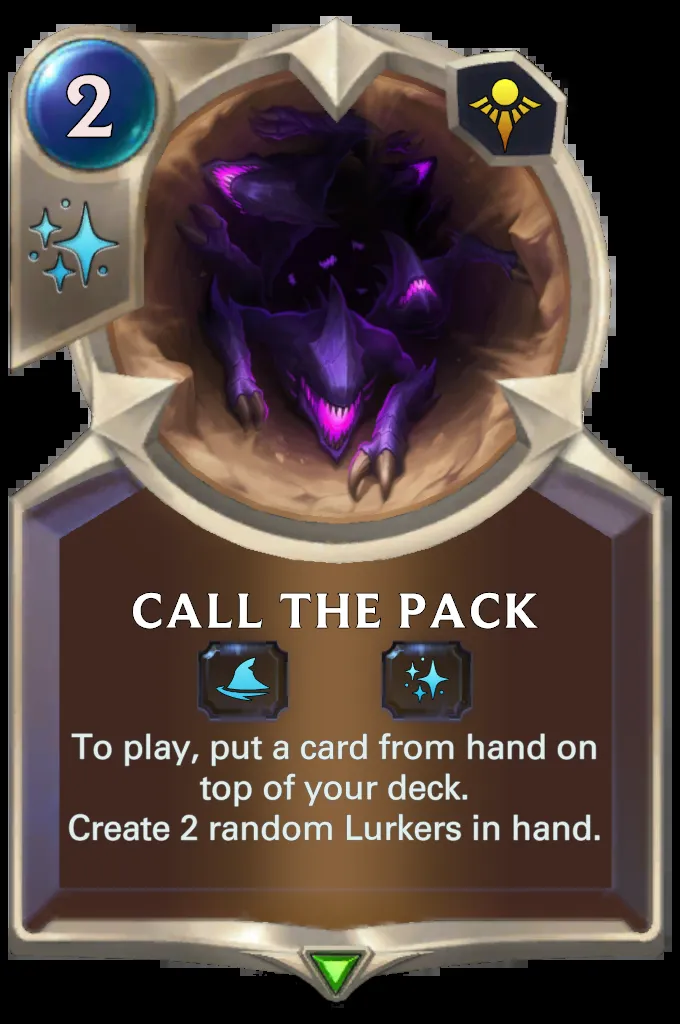 2
CALL THE PACK
To play, put a card from hand on
top of your deck.
Create 2 random Lurkers in hand.